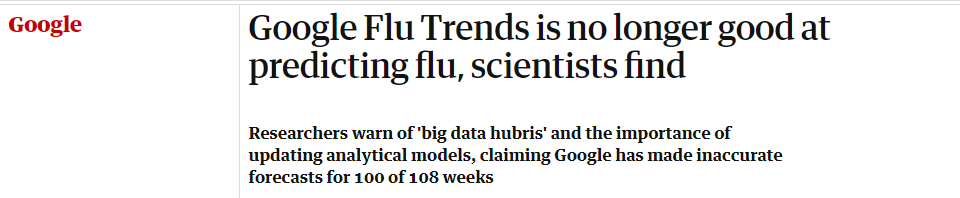 Google
Google Flu Trends is no longer good at
predicting flu, scientists find
Researchers warn of 'big data hubris' and the importance of
updating analytical models, claiming Google has made inaccurate
forecasts for 100 of 108 weeks